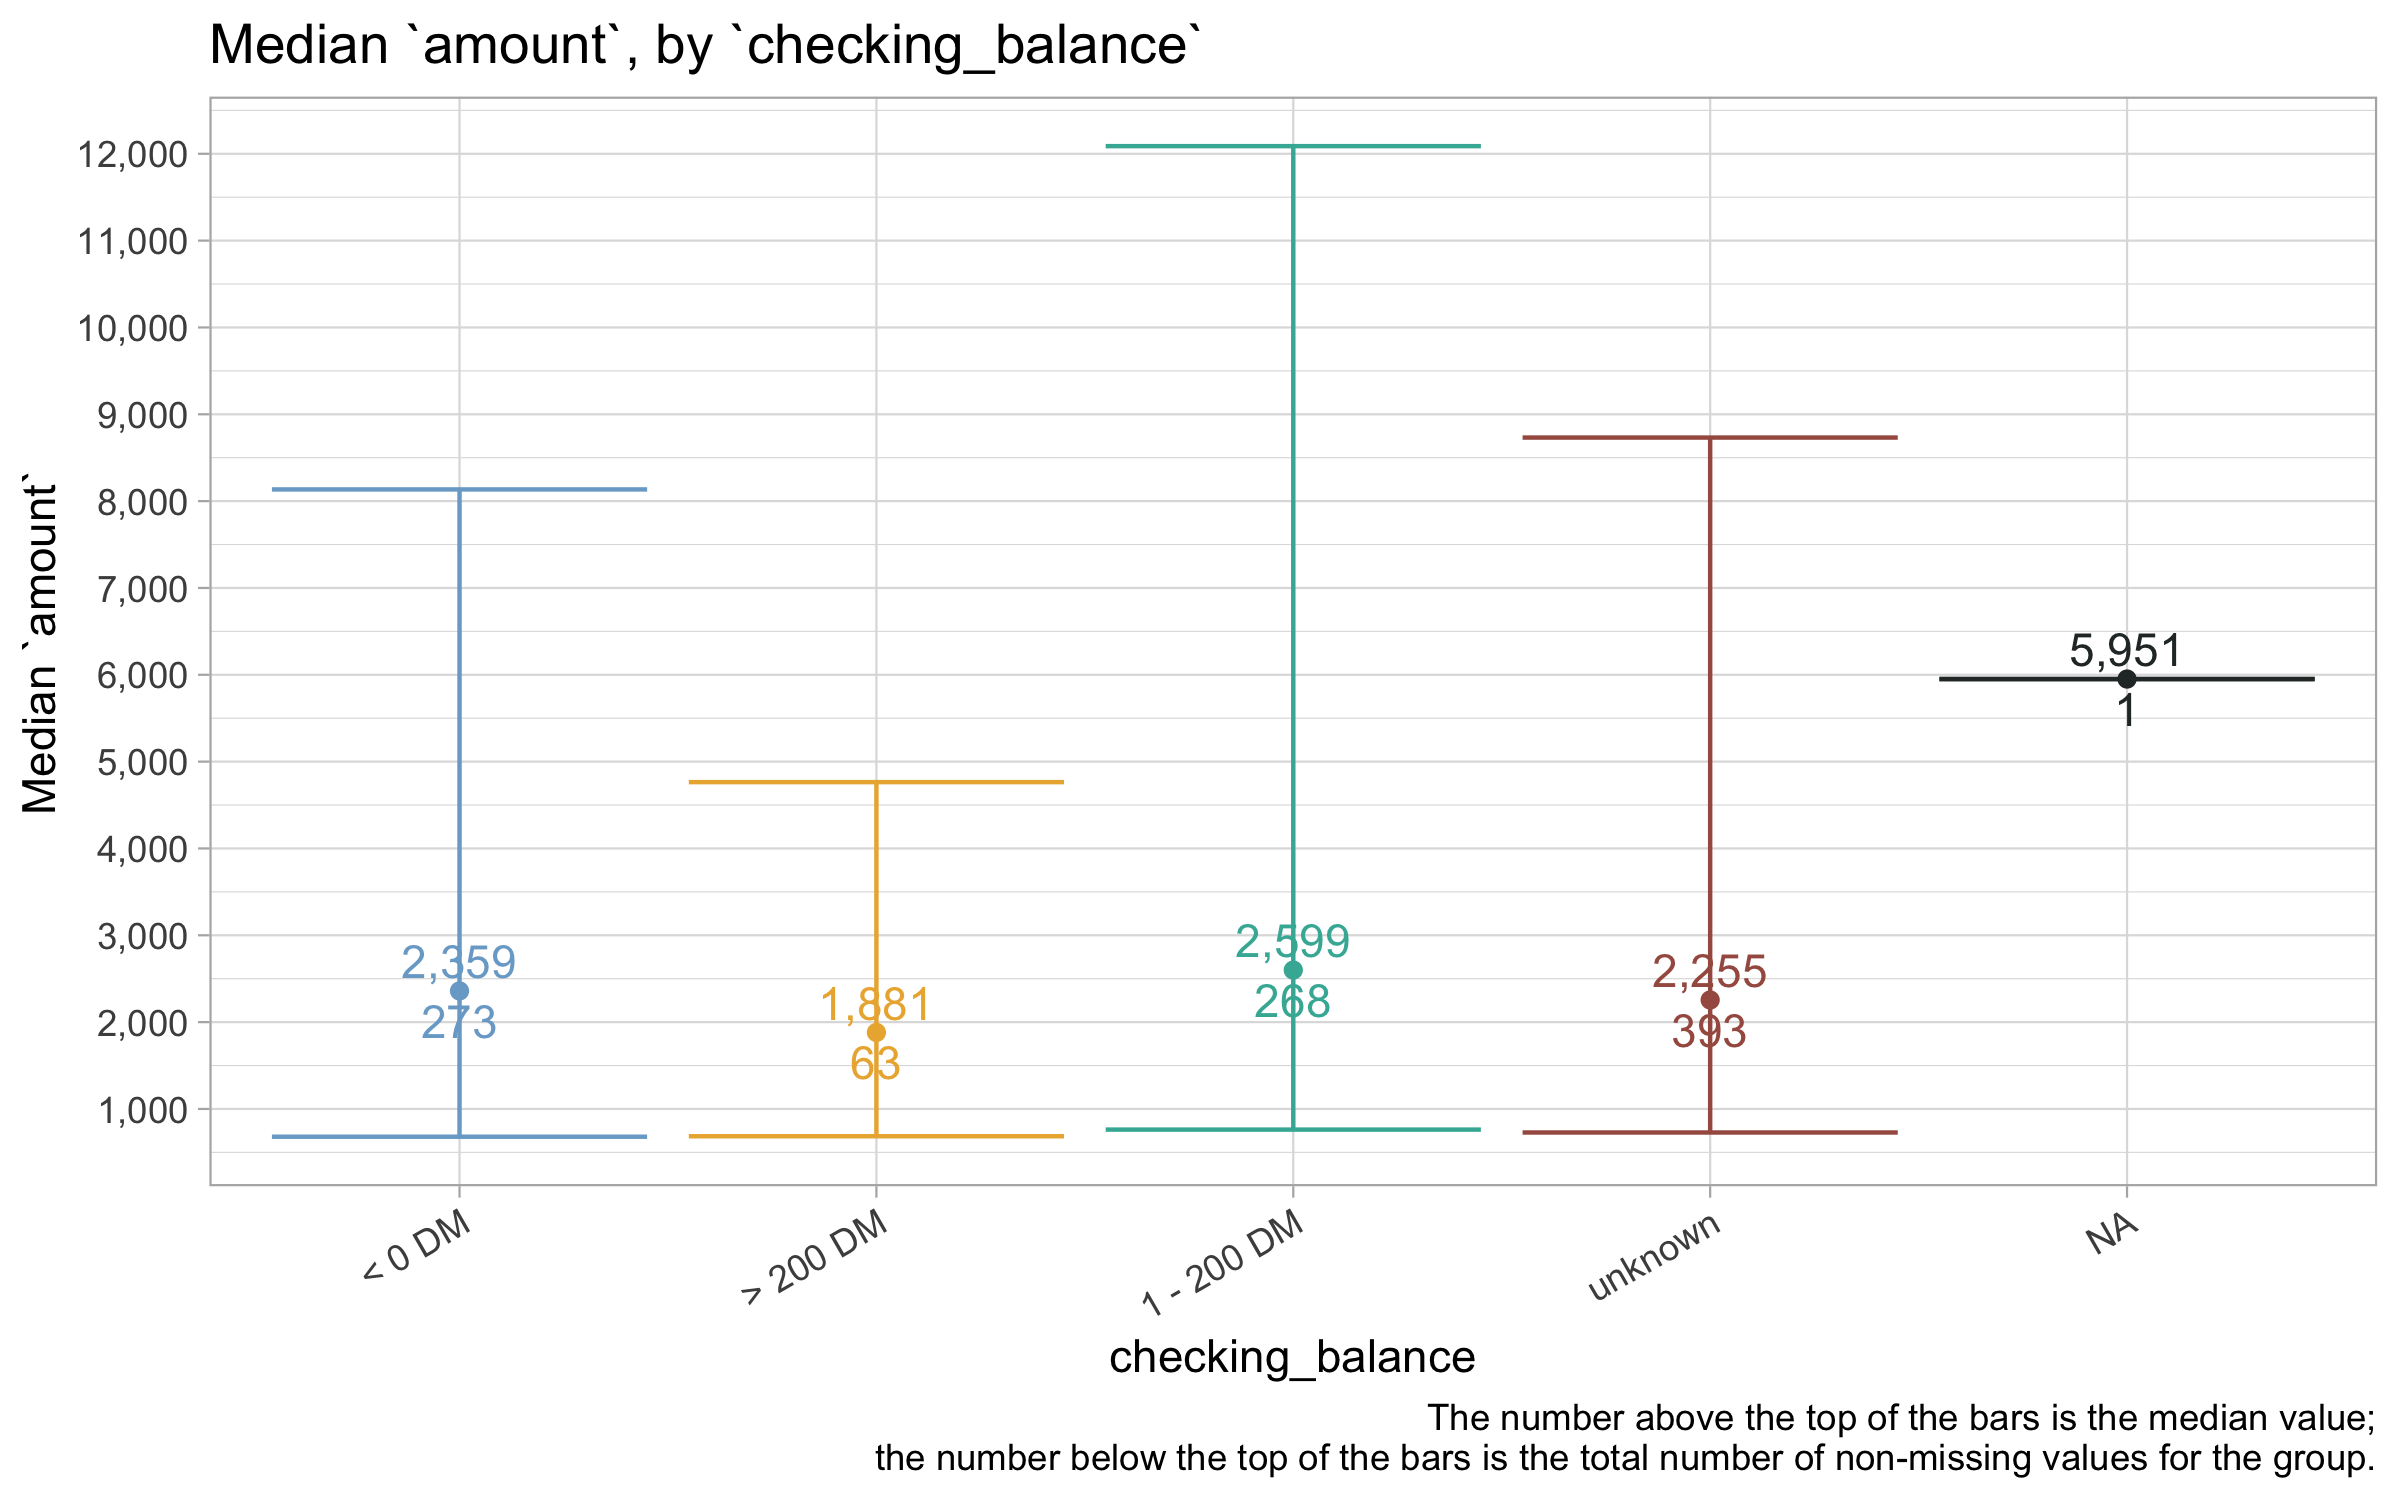 Median `amount`, by `checking_balance`
Median `amount`
12,000
11,000
10,000
9,000
8,000
7,000
6,000
5,000
4,000
3,000
2,000
1,000
2,359
273
1,881
63
2,599
268
2,255
393
5,951
1
< 0 DM
> 200 DM
1 - 200 DM
unknown
NA
checking_balance
The number above the top of the bars is the median value;
the number below the top of the bars is the total number of non-missing values for the group.